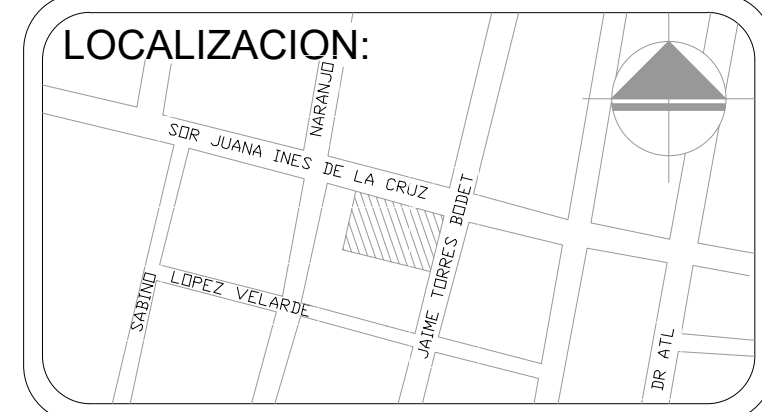 LOCALIZACION:
NARANJO
SOR JUANA INES DE LA CRUZ
JAIME TORRES BODET
LOPEZ VELARDE
SABINO
DR ATL